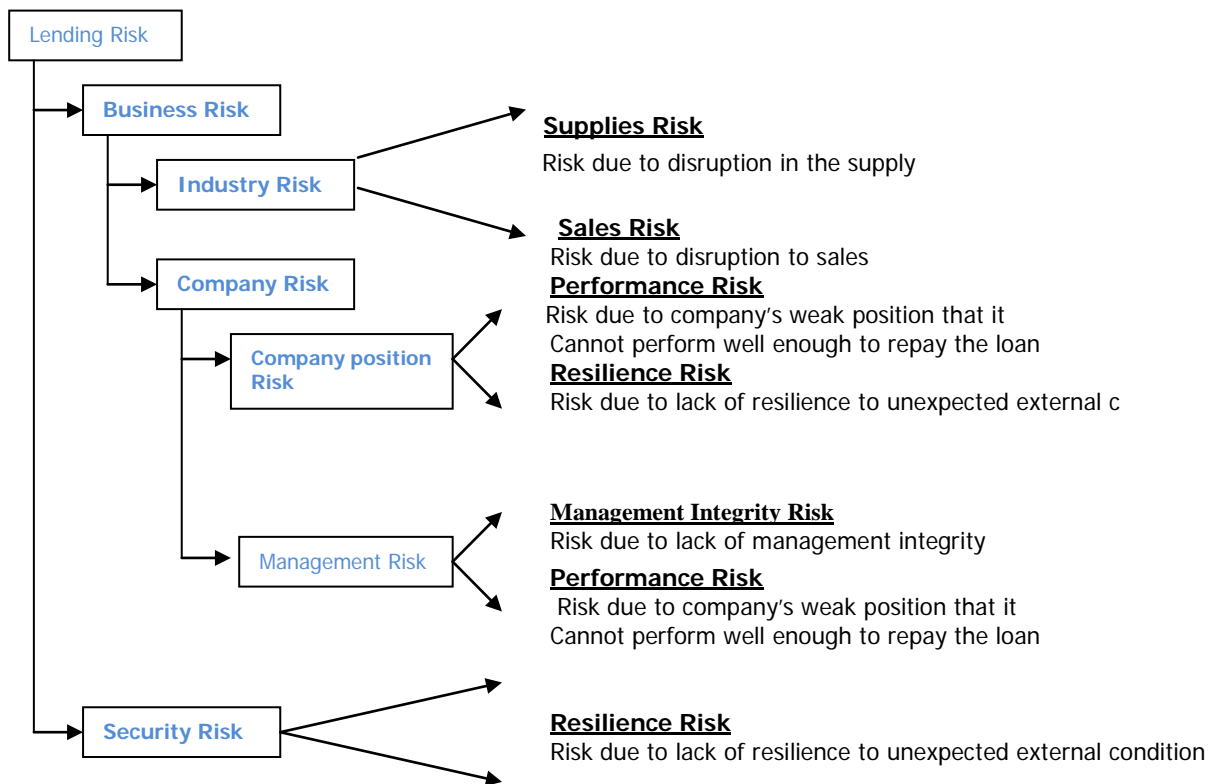 Lending Risk
Business Risk
Supplies Risk
Risk due to disruption in the supply
Industry Risk
Sales Risk
Risk due to disruption to sales
Company Risk
Performance Risk
Risk due to company's weak position that it
Cannot perform well enough to repay the loan
Company position
Risk
Resilience Risk
Risk due to lack of resilience to unexpected external c
Management Integrity Risk
Risk due to lack of management integrity
Management Risk
Performance Risk
Risk due to company's weak position that it
Cannot perform well enough to repay the loan
Security Risk
Resilience Risk
Risk due to lack of resilience to unexpected external condition